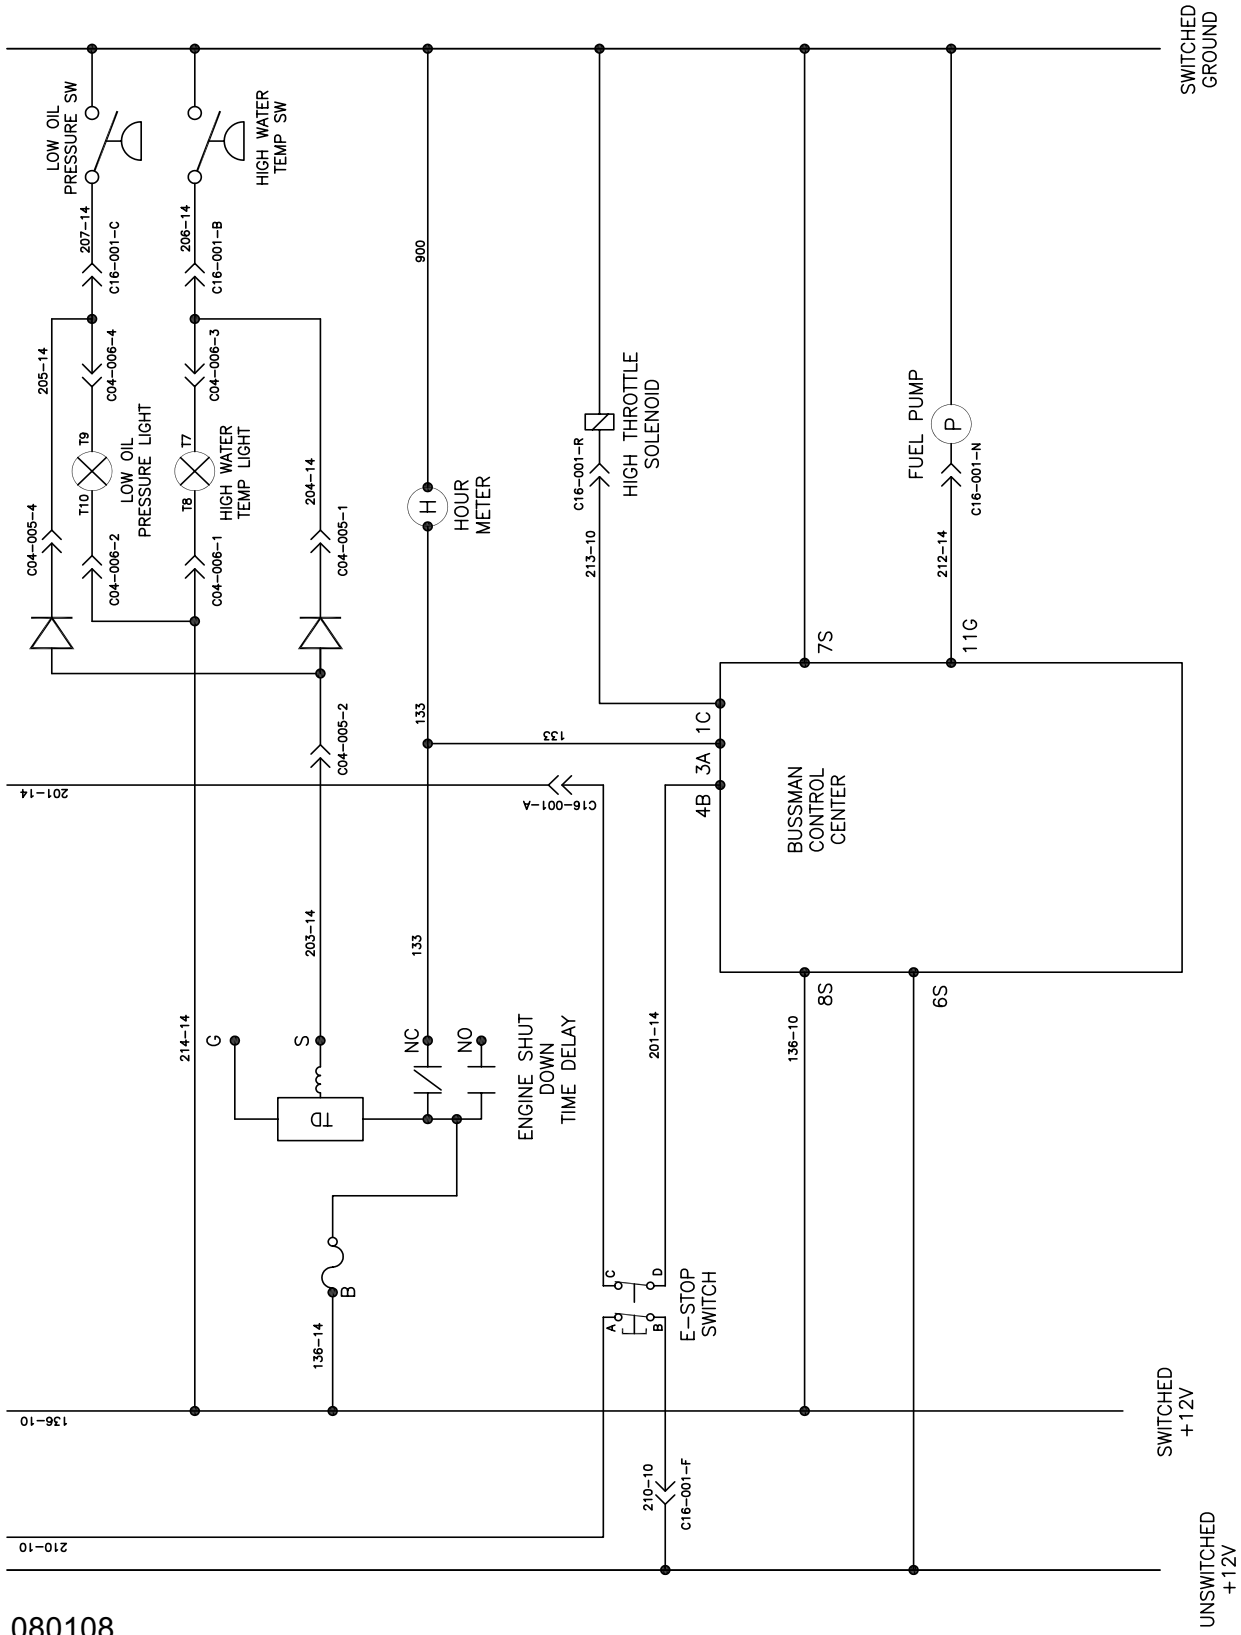 SWITCHED
GROUND
LOW OIL
PRESSURE SW
HIGH WATER
TEMP SW
207-14
C16-001-C
206-14
C16-001-B
900
205-14
C04-006-4
C04-006-3
T9
T10
LOW OIL
PRESSURE LIGHT
T7
T8
HIGH WATER
TEMP LIGHT
204-14
C04-005-4
C04-006-2
C04-006-1
C04-005-1
H
HOUR
METER
C16-001-R
HIGH THROTTLE
SOLENOID
213-10
FUEL PUMP
P
C16-001-N
212-14
7S
11G
133
133
1C
3A
4B
C04-005-2
201-14
C16-001-A
BUSSMAN
CONTROL
CENTER
203-14
133
214-14
G
S
NC
NO
TD
ENGINE SHUT
DOWN
TIME DELAY
201-14
136-10
8S
6S
B
136-14
C
D
A
B
E-STOP
SWITCH
136-10
SWITCHED
+12V
210-10
C16-001-F
210-10
UNSWITCHED
+12V
080108